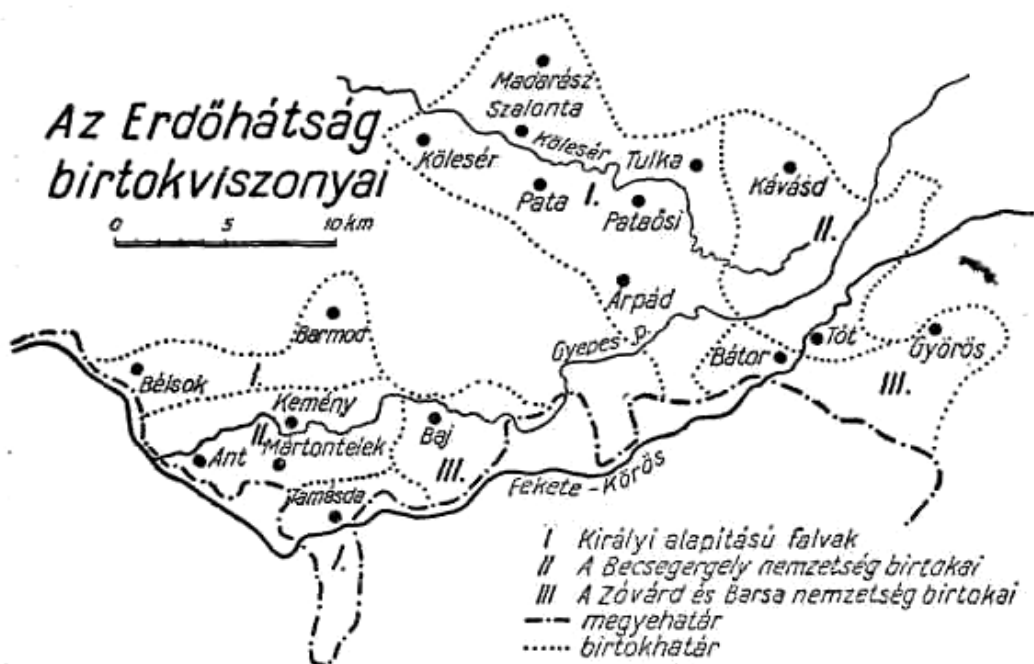 Az Erdőhátság
birtokviszonyai
0 5 10 km
Madarász
Szalonta
Kölesér
Kölesér
Tulka
Kávásd
Pata
I.
Pataősi
II.
Árpád
Barmod
Gyepes-p.
Bátor
Tót
Györös
III.
Bélsok
I.
Kemény
II.
Mártontelek
Ant
Baj
III.
Tamásda
Fekete-Körös
I.
I Királyi alapítású falvak
II A Becsegergely nemzetség birtokai
III A Zóvárd és Barsa nemzetség birtokai
megyehatár
birtokhatár